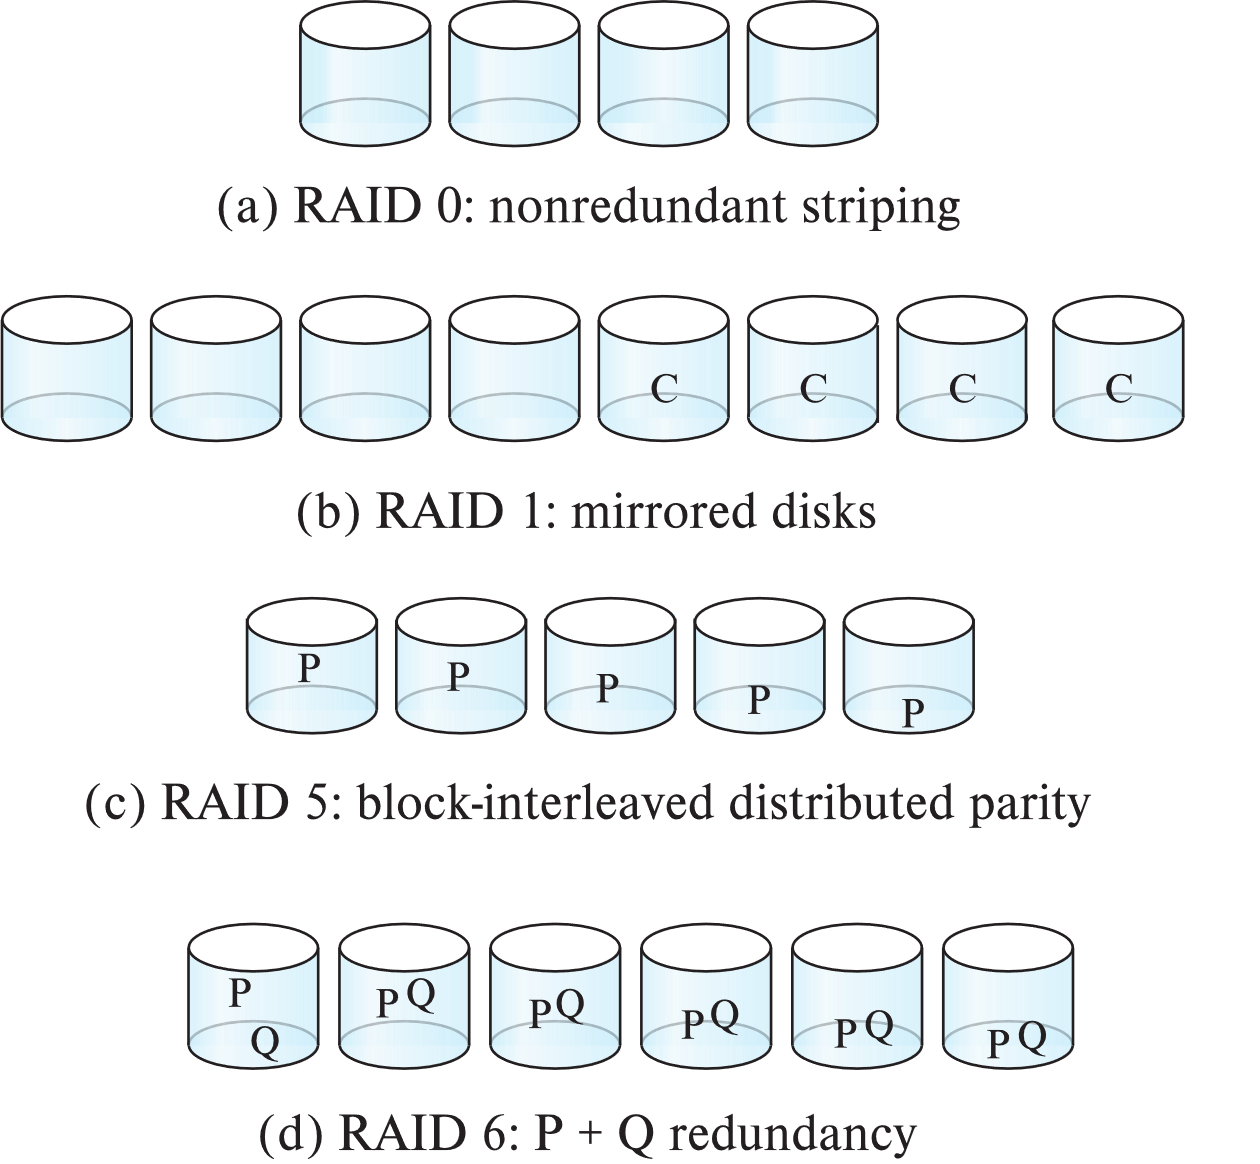 (a) RAID 0: nonredundant striping
C C C C
(b) RAID 1: mirrored disks
P P P P P
(c) RAID 5: block-interleaved distributed parity
P Q P Q P Q P Q P Q P Q
(d) RAID 6: P + Q redundancy